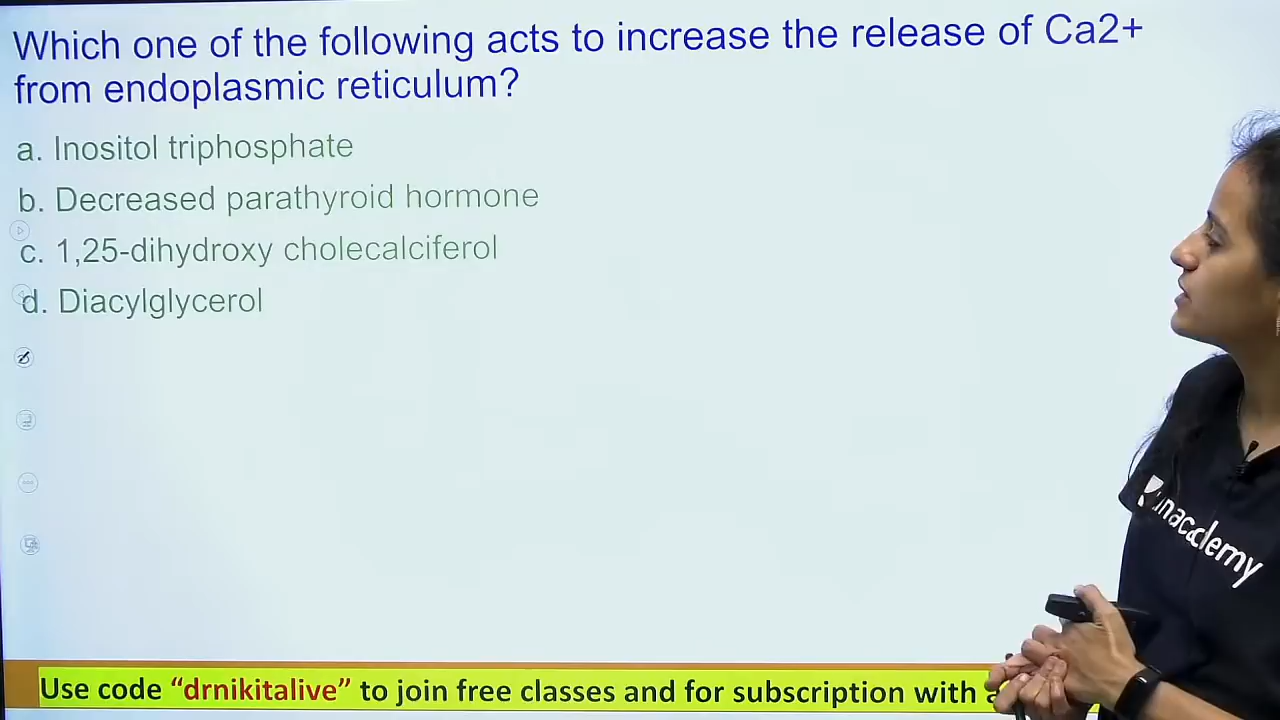 Which one of the following acts to increase the release of Ca2+
from endoplasmic reticulum?
a. Inositol triphosphate
b. Decreased parathyroid hormone
c. 1,25-dihydroxy cholecalciferol
d. Diacylglycerol
unacademy
Use code “drnikitalive” to join free classes and for subscription with